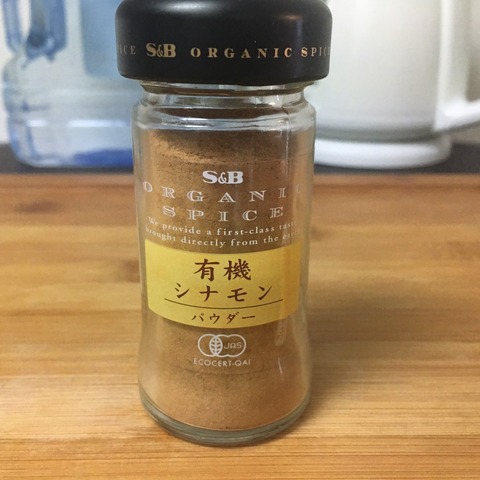 S&B ORGANIC SPICE
S&B
ORGANIC
SPICE
We provide a first-class
brought directly from the
有機
シナモン
パウダー
JAS
ECOCERT-QAI